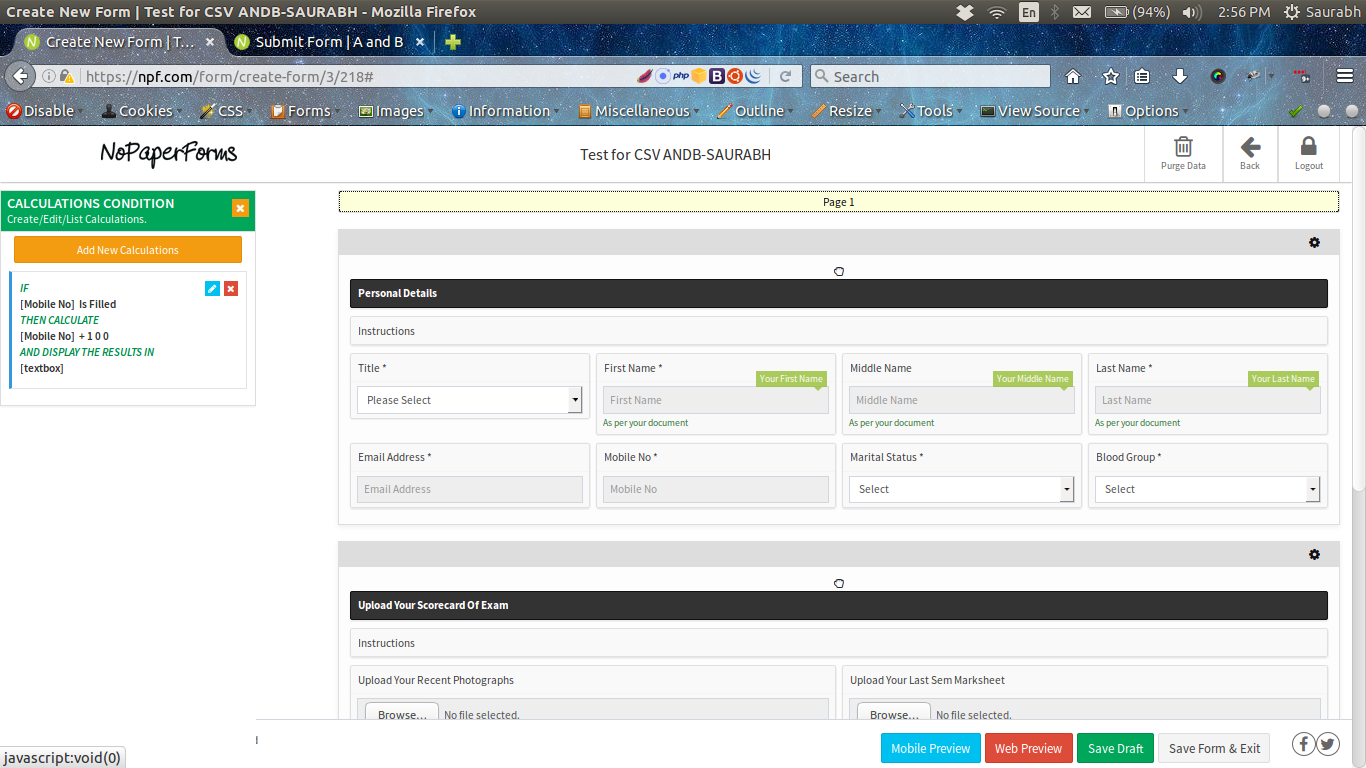 Create New Form | Test for CSV ANDB-SAURABH - Mozilla Firefox
En
(94%)
2:56 PM
Saurabh
Create New Form | T...
Submit Form | A and B
https://npf.com/form/create-form/3/218#
php
B
Search
Disable
Cookies
CSS
Forms
Images
Information
Miscellaneous
Outline
Resize
Tools
View Source
Options
NoPaperForms
Test for CSV ANDB-SAURABH
Purge Data
Back
Logout
CALCULATIONS CONDITION
Create/Edit/List Calculations.
Add New Calculations
IF
[Mobile No] Is Filled
THEN CALCULATE
[Mobile No] + 1 0 0
AND DISPLAY THE RESULTS IN
[textbox]
Page 1
Personal Details
Instructions
Title *
First Name *
Middle Name
Last Name *
Your First Name
Your Middle Name
Your Last Name
Please Select
First Name
Middle Name
Last Name
As per your document
As per your document
As per your document
Email Address *
Mobile No *
Marital Status *
Blood Group *
Email Address
Mobile No
Select
Select
Upload Your Scorecard Of Exam
Instructions
Upload Your Recent Photographs
Upload Your Last Sem Marksheet
Browse...
No file selected.
Browse...
No file selected.
Mobile Preview
Web Preview
Save Draft
Save Form & Exit
javascript:void(0)